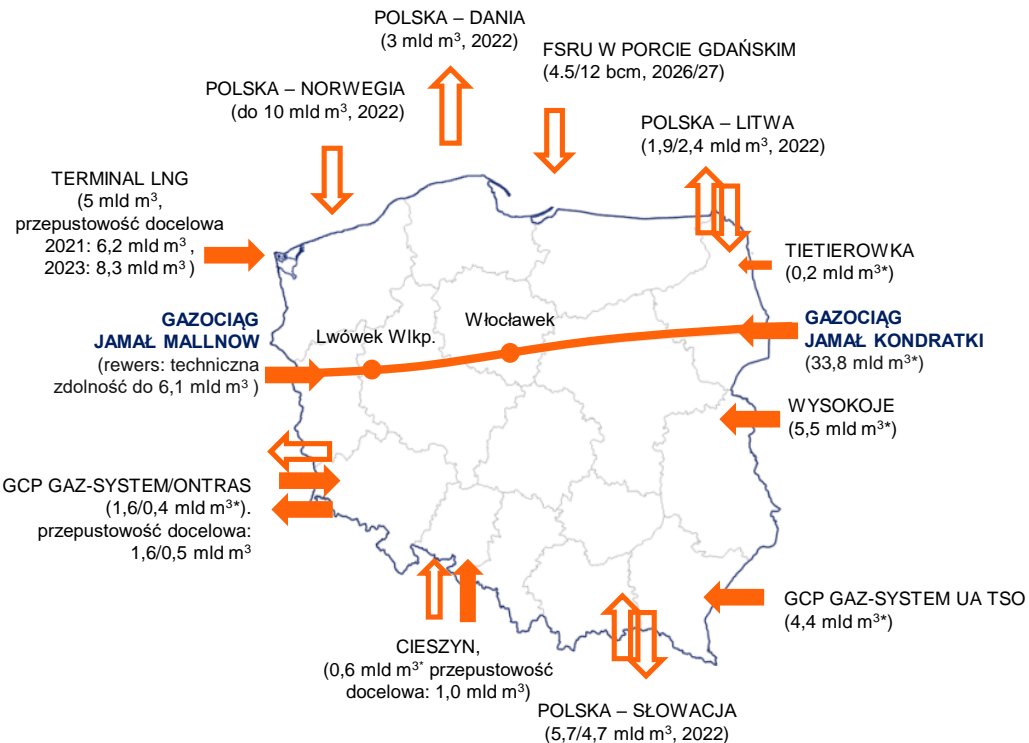 POLSKA – DANIA
(3 mld m³, 2022)
FSRU W PORCIE GDAŃSKIM
(4.5/12 bcm, 2026/27)
POLSKA – NORWEGIA
(do 10 mld m³, 2022)
POLSKA – LITWA
(1,9/2,4 mld m³, 2022)
TERMINAL LNG
(5 mld m³,
przepustowość docelowa
2021: 6,2 mld m³ ,
2023: 8,3 mld m³ )
TIETIEROWKA
(0,2 mld m³*)
GAZOCIĄG
JAMAŁ MALLNOW
(rewers: techniczna
zdolność do 6,1 mld m³ )
Lwówek Wlkp.
Włocławek
GAZOCIĄG
JAMAŁ KONDRATKI
(33,8 mld m³*)
WYSOKOJE
(5,5 mld m³*)
GCP GAZ-SYSTEM/ONTRAS
(1,6/0,4 mld m³*).
przepustowość docelowa:
1,6/0,5 mld m³
GCP GAZ-SYSTEM UA TSO
(4,4 mld m³*)
CIESZYN,
(0,6 mld m³* przepustowość
docelowa: 1,0 mld m³)
POLSKA – SŁOWACJA
(5,7/4,7 mld m³, 2022)